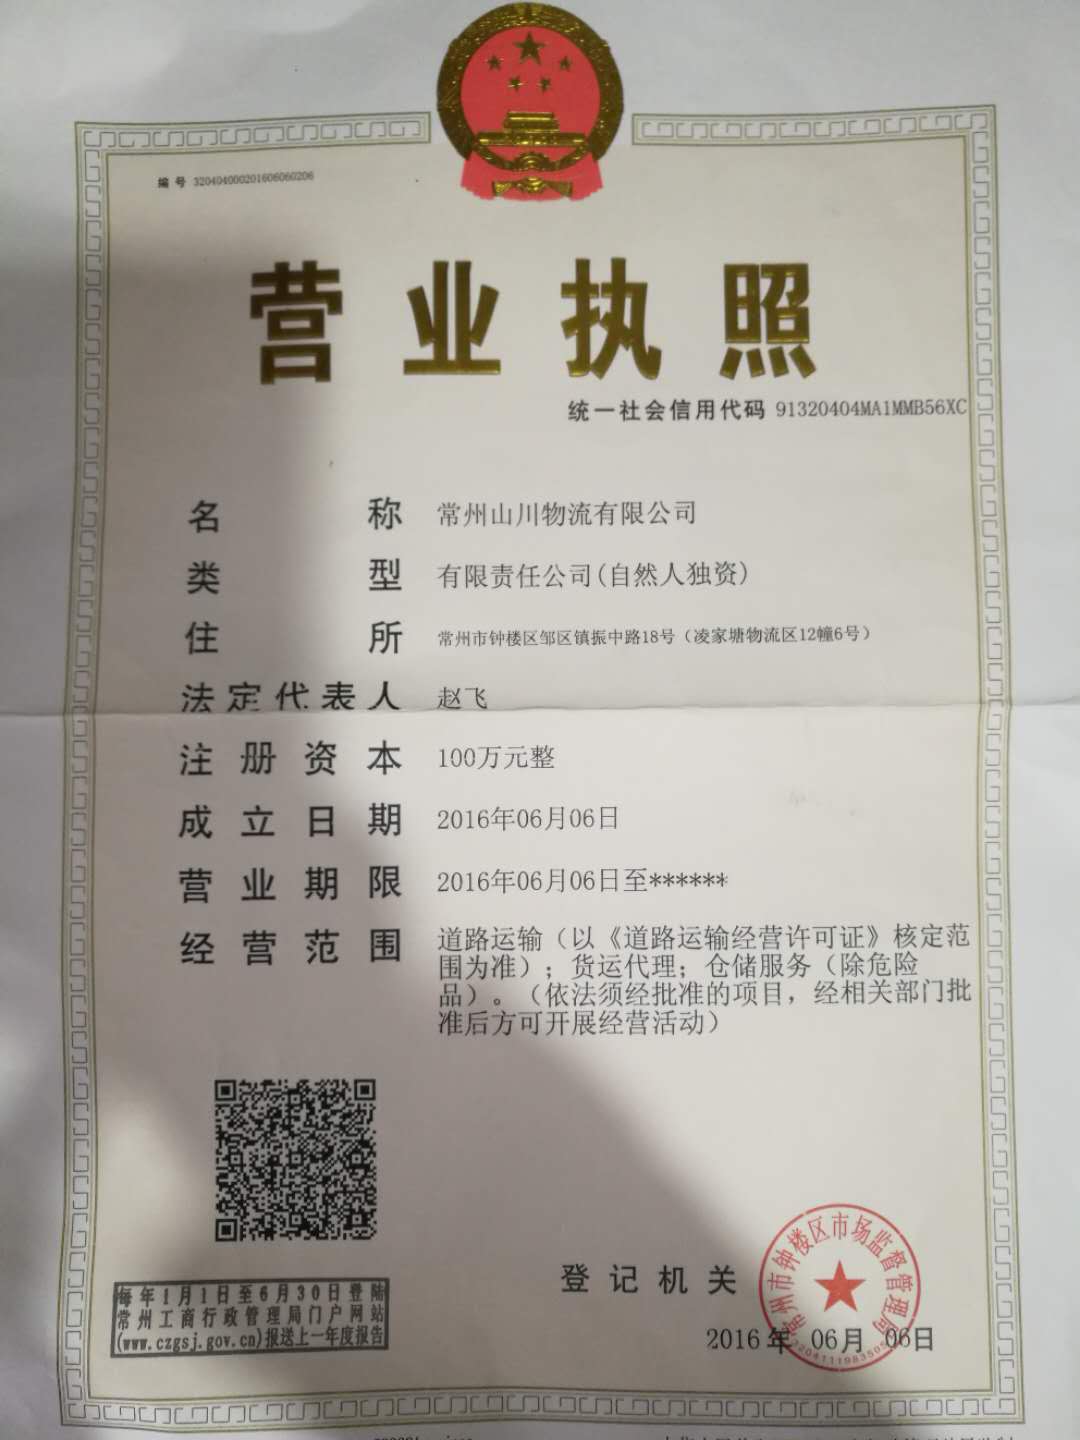 编 号 320404000201606060206
营业执照
统一社会信用代码 91320404MA1MMB56XC
名称 常州山川物流有限公司
类型 有限责任公司(自然人独资)
住所 常州市钟楼区邹区镇振中路18号（凌家塘物流区12幢6号）
法定代表人 赵飞
注册资本 100万元整
成立日期 2016年06月06日
营业期限 2016年06月06日至******
经营范围 道路运输（以《道路运输经营许可证》核定范
围为准）；货运代理；仓储服务（除危险
品）。（依法须经批准的项目，经相关部门批
准后方可开展经营活动）
每年1月1日至6月30日登陆
常州工商行政管理局门户网站
(www.czgsj.gov.cn)报送上一年度报告
登记机关
常州市钟楼区市场监督管理局
2016年 06月 06日